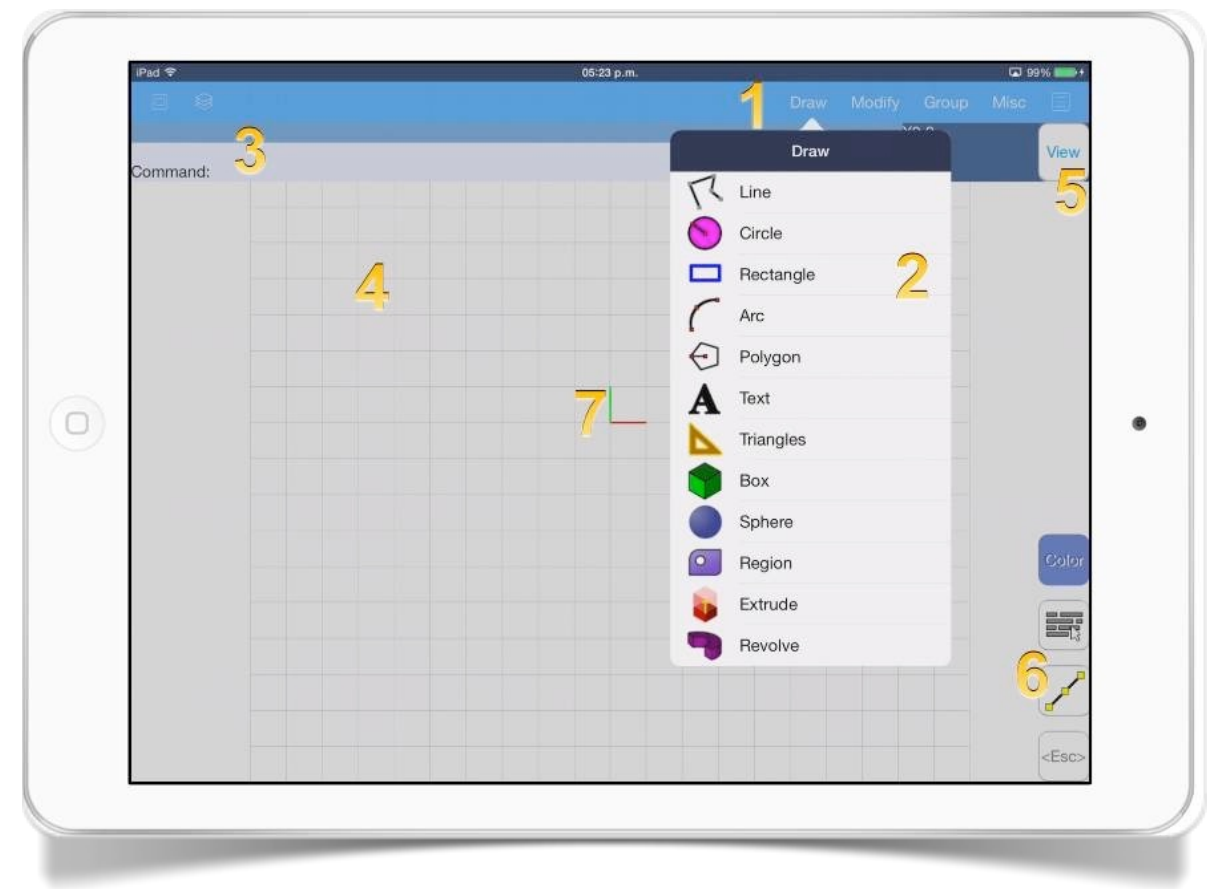 iPad 05:23 p.m. 99%
1 Draw Modify Group Misc
3
Draw
View
Command:
5
Line
Circle
2
Rectangle
4
Arc
Polygon
7
Text
Triangles
Box
Sphere
Region
Color
Extrude
Revolve
6
<Esc>